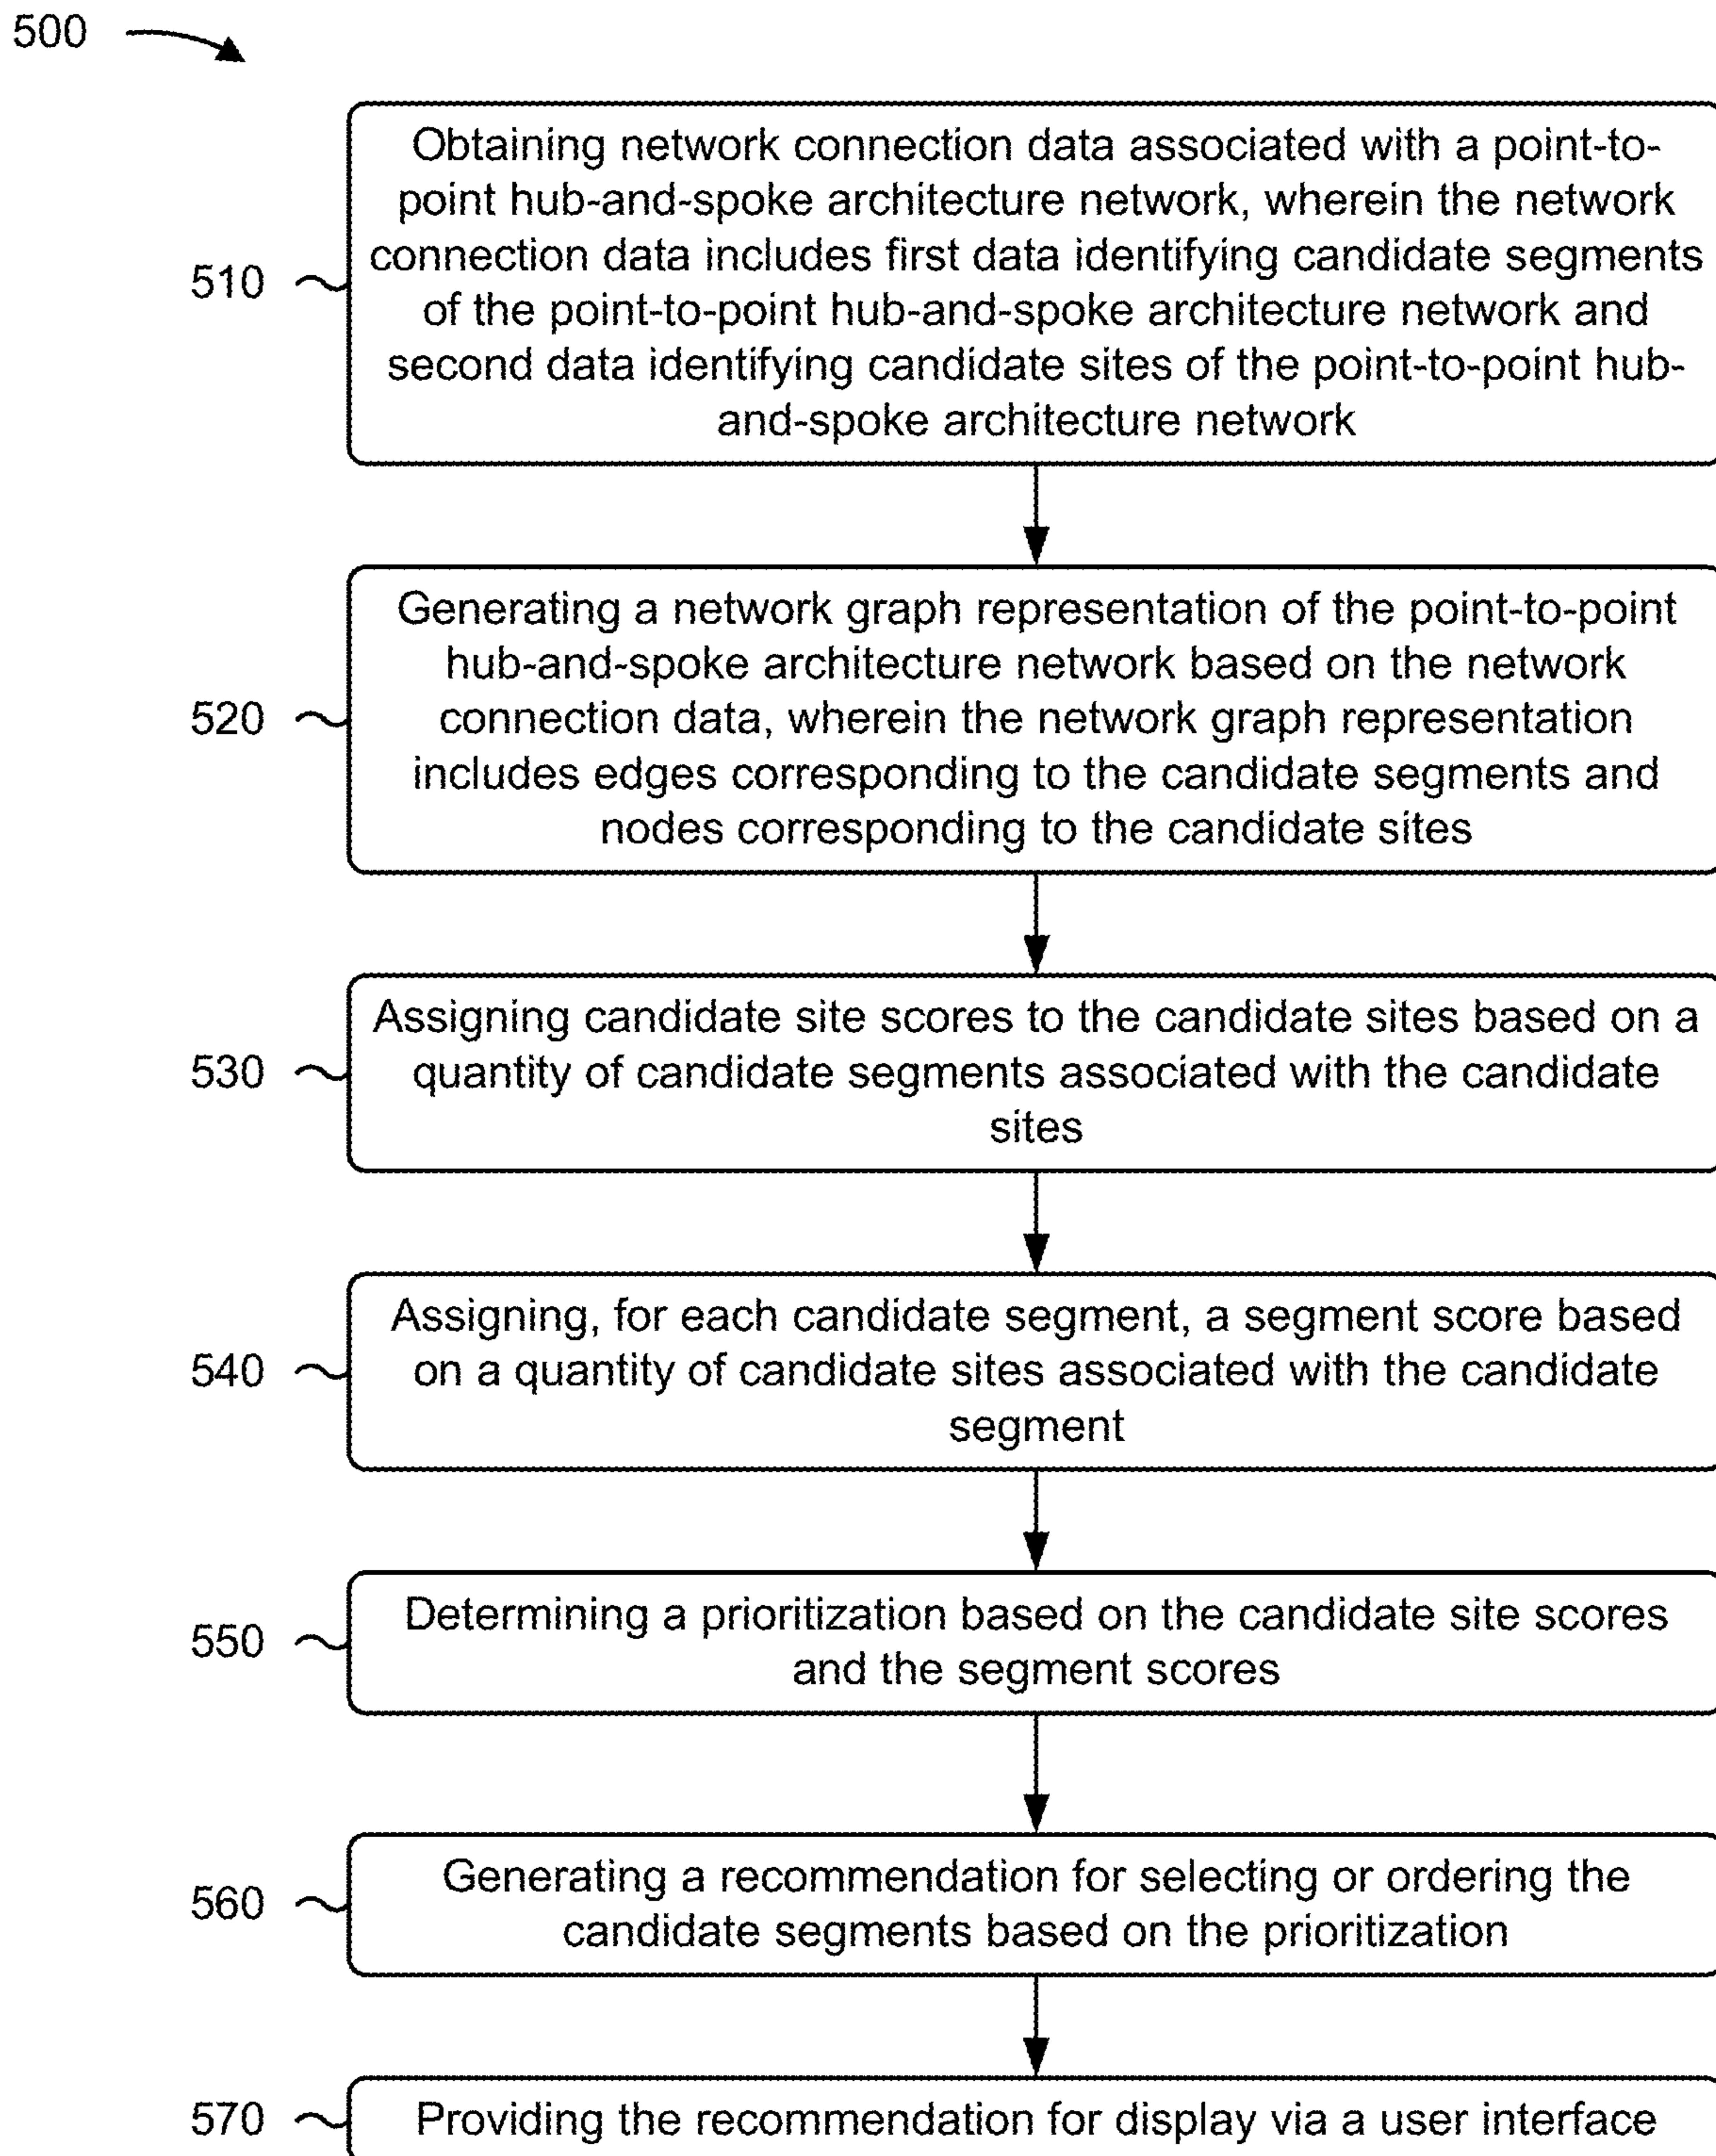 500
Obtaining network connection data associated with a point-to-
point hub-and-spoke architecture network, wherein the network
connection data includes first data identifying candidate segments
of the point-to-point hub-and-spoke architecture network and
second data identifying candidate sites of the point-to-point hub-
and-spoke architecture network
510
Generating a network graph representation of the point-to-point
hub-and-spoke architecture network based on the network
connection data, wherein the network graph representation
includes edges corresponding to the candidate segments and
nodes corresponding to the candidate sites
520
Assigning candidate site scores to the candidate sites based on a
quantity of candidate segments associated with the candidate
sites
530
Assigning, for each candidate segment, a segment score based
on a quantity of candidate sites associated with the candidate
segment
540
Determining a prioritization based on the candidate site scores
and the segment scores
550
Generating a recommendation for selecting or ordering the
candidate segments based on the prioritization
560
Providing the recommendation for display via a user interface
570